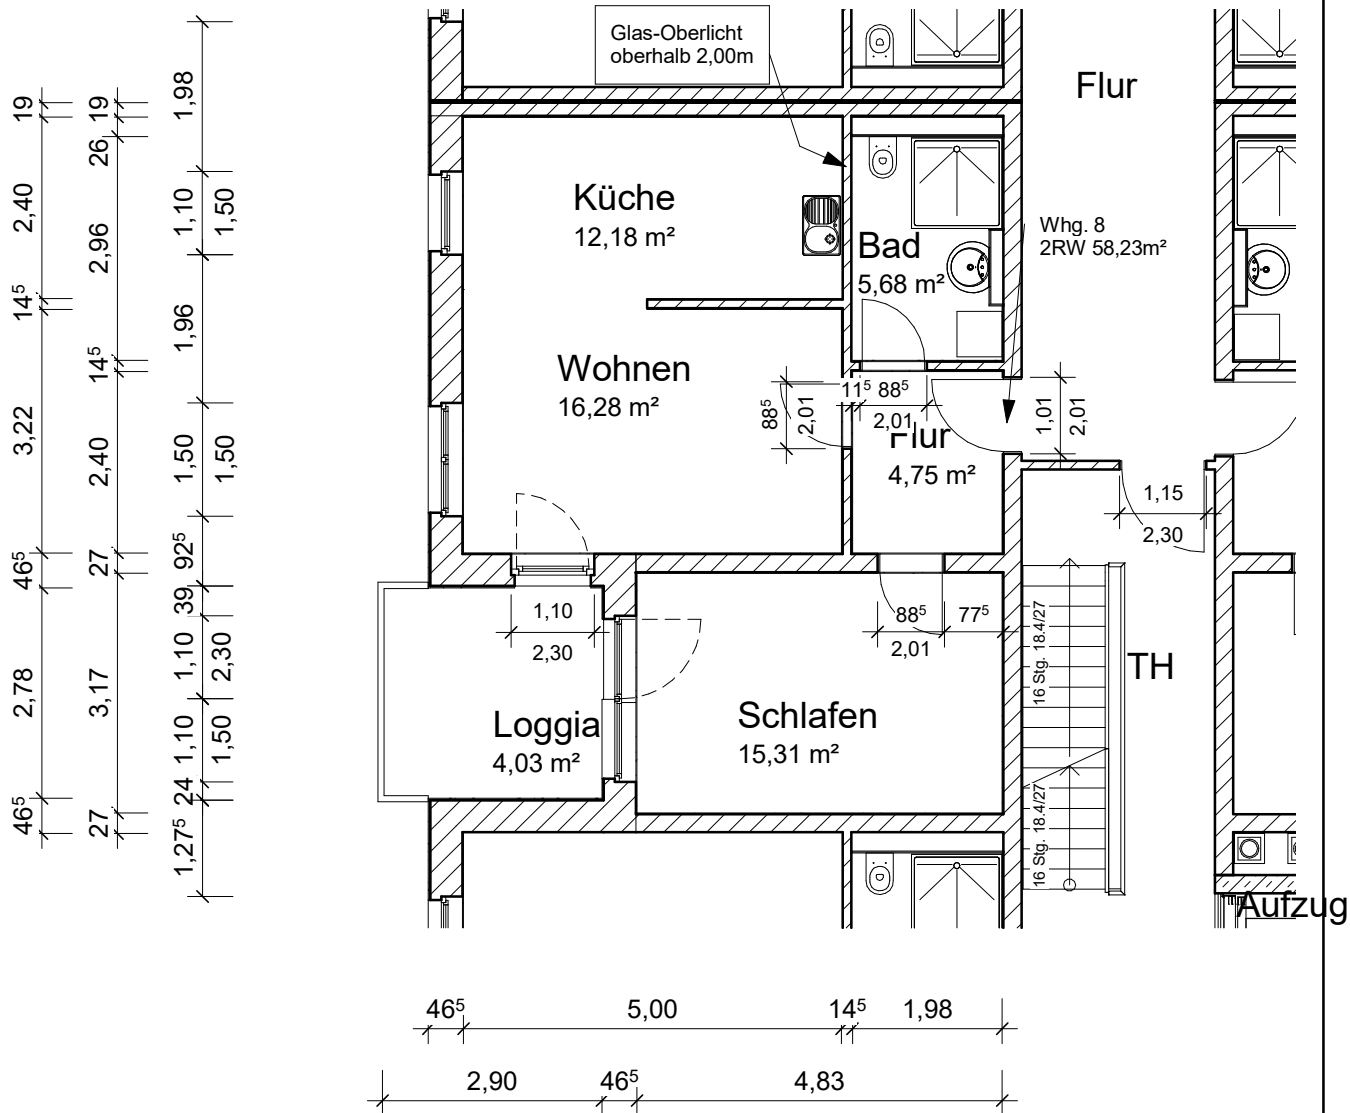 Glas-Oberlicht
oberhalb 2,00m
Flur
Küche
12,18 m²
Bad
5,68 m²
Whg. 8
2RW 58,23m²
Wohnen
16,28 m²
Flur
4,75 m²
Loggia
4,03 m²
Schlafen
15,31 m²
TH
Aufzug
16 Stg. 18.4/27
16 Stg. 18.4/27
88⁵
2,01
11⁵
88⁵
2,01
1,01
2,01
1,15
2,30
1,10
2,30
88⁵
2,01
77⁵
19
2,40
14⁵
3,22
46⁵
2,78
46⁵
19
26
2,96
14⁵
2,40
27
3,17
27
1,98
1,10
1,50
1,96
1,50
1,50
92⁵
39
1,10
2,30
1,10
1,50
24
1,27⁵
46⁵
5,00
14⁵
1,98
2,90
46⁵
4,83